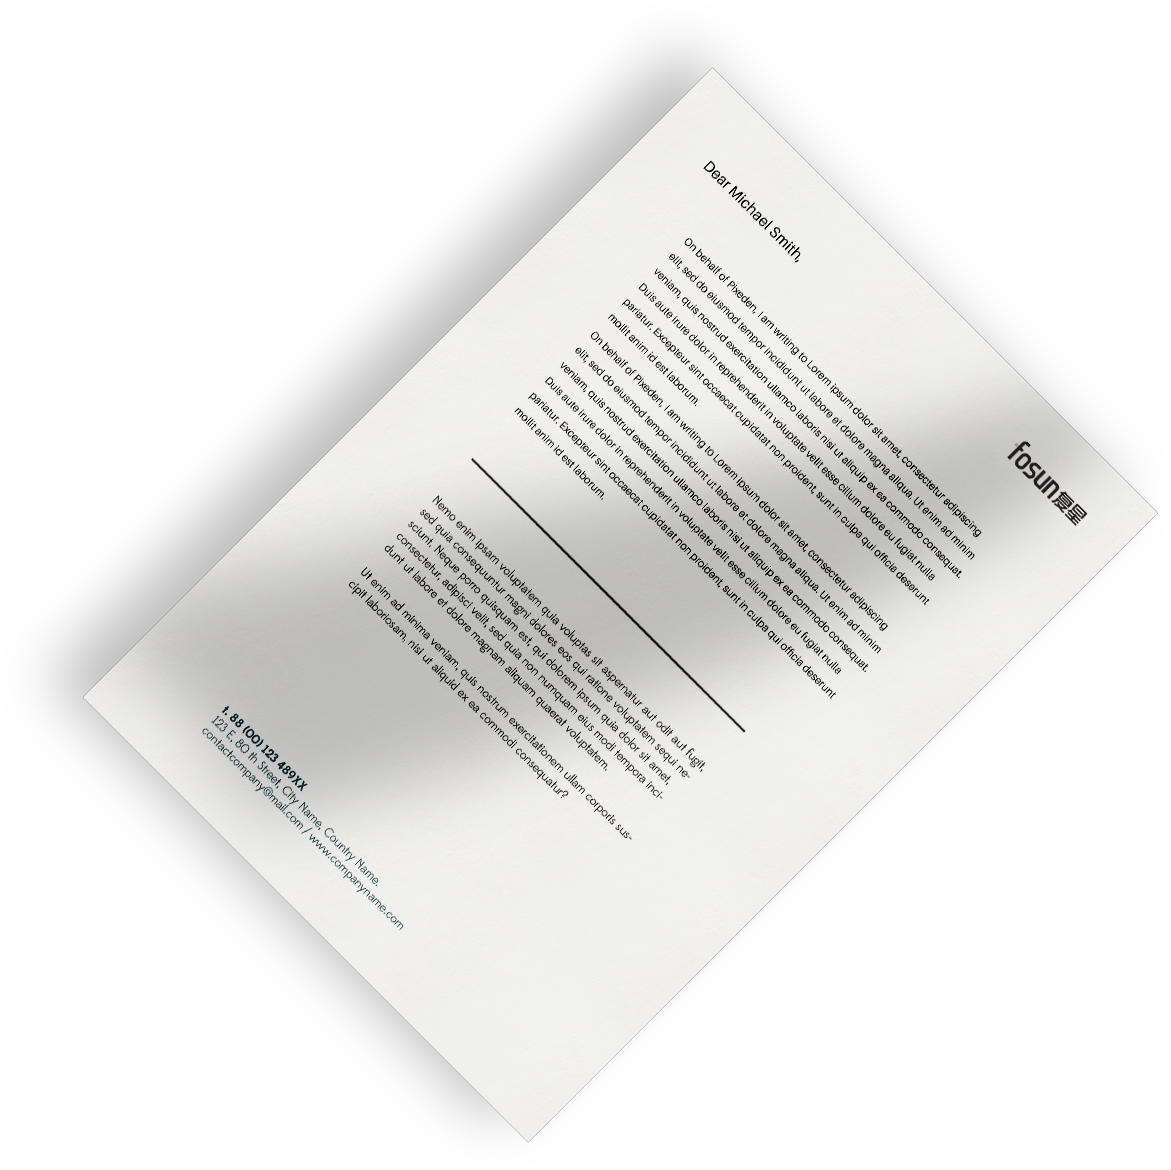 fosun复星
Dear Michael Smith,
On behalf of Pixeden, I am writing to Lorem ipsum dolor sit amet, consectetur adipiscing
elit, sed do eiusmod tempor incididunt ut labore et dolore magna aliqua. Ut enim ad minim
veniam, quis nostrud exercitation ullamco laboris nisi ut aliquip ex ea commodo consequat.
Duis aute irure dolor in reprehenderit in voluptate velit esse cillum dolore eu fugiat nulla
pariatur. Excepteur sint occaecat cupidatat non proident, sunt in culpa qui officia deserunt
mollit anim id est laborum.
On behalf of Pixeden, I am writing to Lorem ipsum dolor sit amet, consectetur adipiscing
elit, sed do eiusmod tempor incididunt ut labore et dolore magna aliqua. Ut enim ad minim
veniam, quis nostrud exercitation ullamco laboris nisi ut aliquip ex ea commodo consequat.
Duis aute irure dolor in reprehenderit in voluptate velit esse cillum dolore eu fugiat nulla
pariatur. Excepteur sint occaecat cupidatat non proident, sunt in culpa qui officia deserunt
mollit anim id est laborum.
Nemo enim ipsam voluptatem quia voluptas sit aspernatur aut odit aut fugit,
sed quia consequuntur magni dolores eos qui ratione voluptatem sequi ne-
sciunt. Neque porro quisquam est, qui dolorem ipsum quia dolor sit amet,
consectetur, adipisci velit, sed quia non numquam eius modi tempora inci-
dunt ut labore et dolore magnam aliquam quaerat voluptatem.
Ut enim ad minima veniam, quis nostrum exercitationem ullam corporis sus-
cipit laboriosam, nisi ut aliquid ex ea commodi consequatur?
t. 88 (00) 123 489XX
123 E, 80 th Street, City Name, Country Name.
contactcompany@mail.com / www.companyname.com